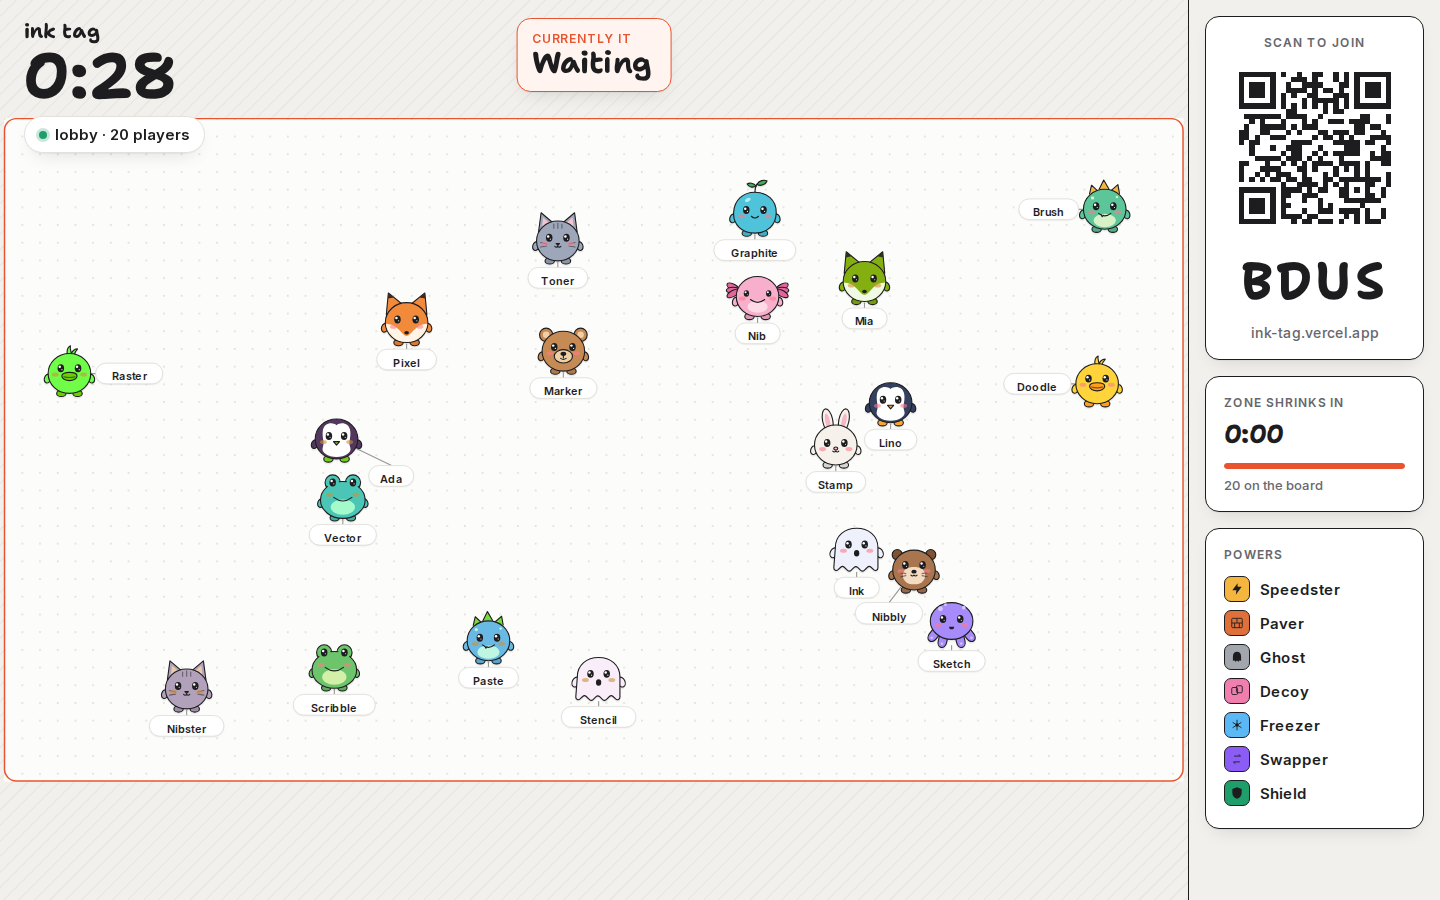 ink tag
0:28
CURRENTLY IT
Waiting
lobby · 20 players
Graphite
Brush
Toner
Nib
Mia
Pixel
Marker
Raster
Doodle
Lino
Ada
Stamp
Vector
Ink
Nibbly
Sketch
Paste
Scribble
Stencil
Nibster
SCAN TO JOIN
BDUS
ink-tag.vercel.app
ZONE SHRINKS IN
0:00
20 on the board
POWERS
Speedster
Paver
Ghost
Decoy
Freezer
Swapper
Shield